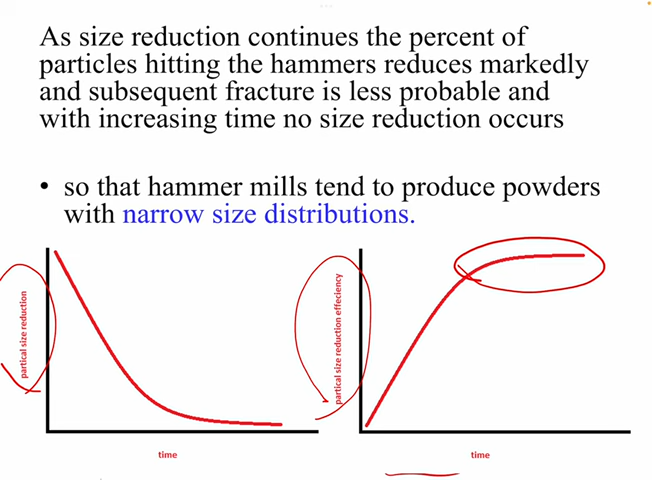 As size reduction continues the percent of
particles hitting the hammers reduces markedly
and subsequent fracture is less probable and
with increasing time no size reduction occurs
• so that hammer mills tend to produce powders
with narrow size distributions.
partical size reduction
time
partical size reduction effeciency
time